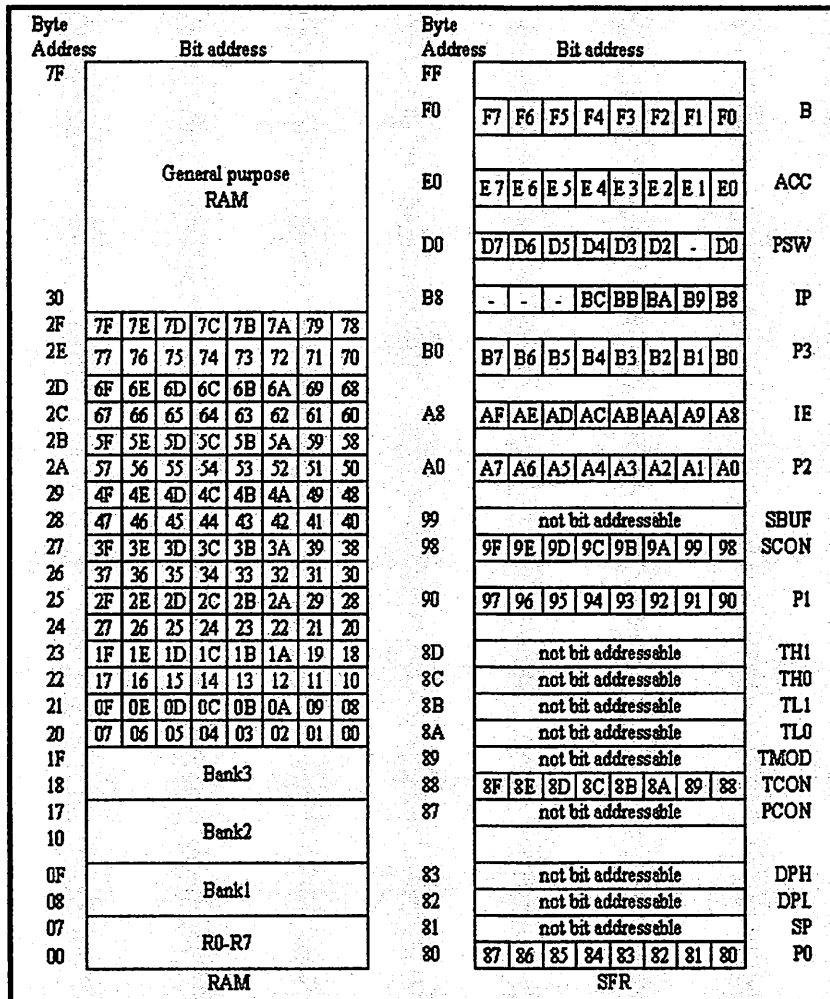 Byte
Address Bit address
7F
General purpose
RAM
30
2F 7F 7E 7D 7C 7B 7A 79 78
2E 77 76 75 74 73 72 71 70
2D 6F 6E 6D 6C 6B 6A 69 68
2C 67 66 65 64 63 62 61 60
2B 5F 5E 5D 5C 5B 5A 59 58
2A 57 56 55 54 53 52 51 50
29 4F 4E 4D 4C 4B 4A 49 48
28 47 46 45 44 43 42 41 40
27 3F 3E 3D 3C 3B 3A 39 38
26 37 36 35 34 33 32 31 30
25 2F 2E 2D 2C 2B 2A 29 28
24 27 26 25 24 23 22 21 20
23 1F 1E 1D 1C 1B 1A 19 18
22 17 16 15 14 13 12 11 10
21 0F 0E 0D 0C 0B 0A 09 08
20 07 06 05 04 03 02 01 00
1F
Bank3
18
17
Bank2
10
0F
Bank1
08
07
R0-R7
00
RAM
Byte
Address Bit address
FF
F0 F7 F6 F5 F4 F3 F2 F1 F0 B
E0 E7 E6 E5 E4 E3 E2 E1 E0 ACC
D0 D7 D6 D5 D4 D3 D2 - D0 PSW
B8 - - - BC BB BA B9 B8 IP
B0 B7 B6 B5 B4 B3 B2 B1 B0 P3
A8 AF AE AD AC AB AA A9 A8 IE
A0 A7 A6 A5 A4 A3 A2 A1 A0 P2
99 not bit addressable SBUF
98 9F 9E 9D 9C 9B 9A 99 98 SCON
90 97 96 95 94 93 92 91 90 P1
8D not bit addressable TH1
8C not bit addressable TH0
8B not bit addressable TL1
8A not bit addressable TL0
89 not bit addressable TMOD
88 8F 8E 8D 8C 8B 8A 89 88 TCON
87 not bit addressable PCON
83 not bit addressable DPH
82 not bit addressable DPL
81 not bit addressable SP
80 87 86 85 84 83 82 81 80 P0
SFR